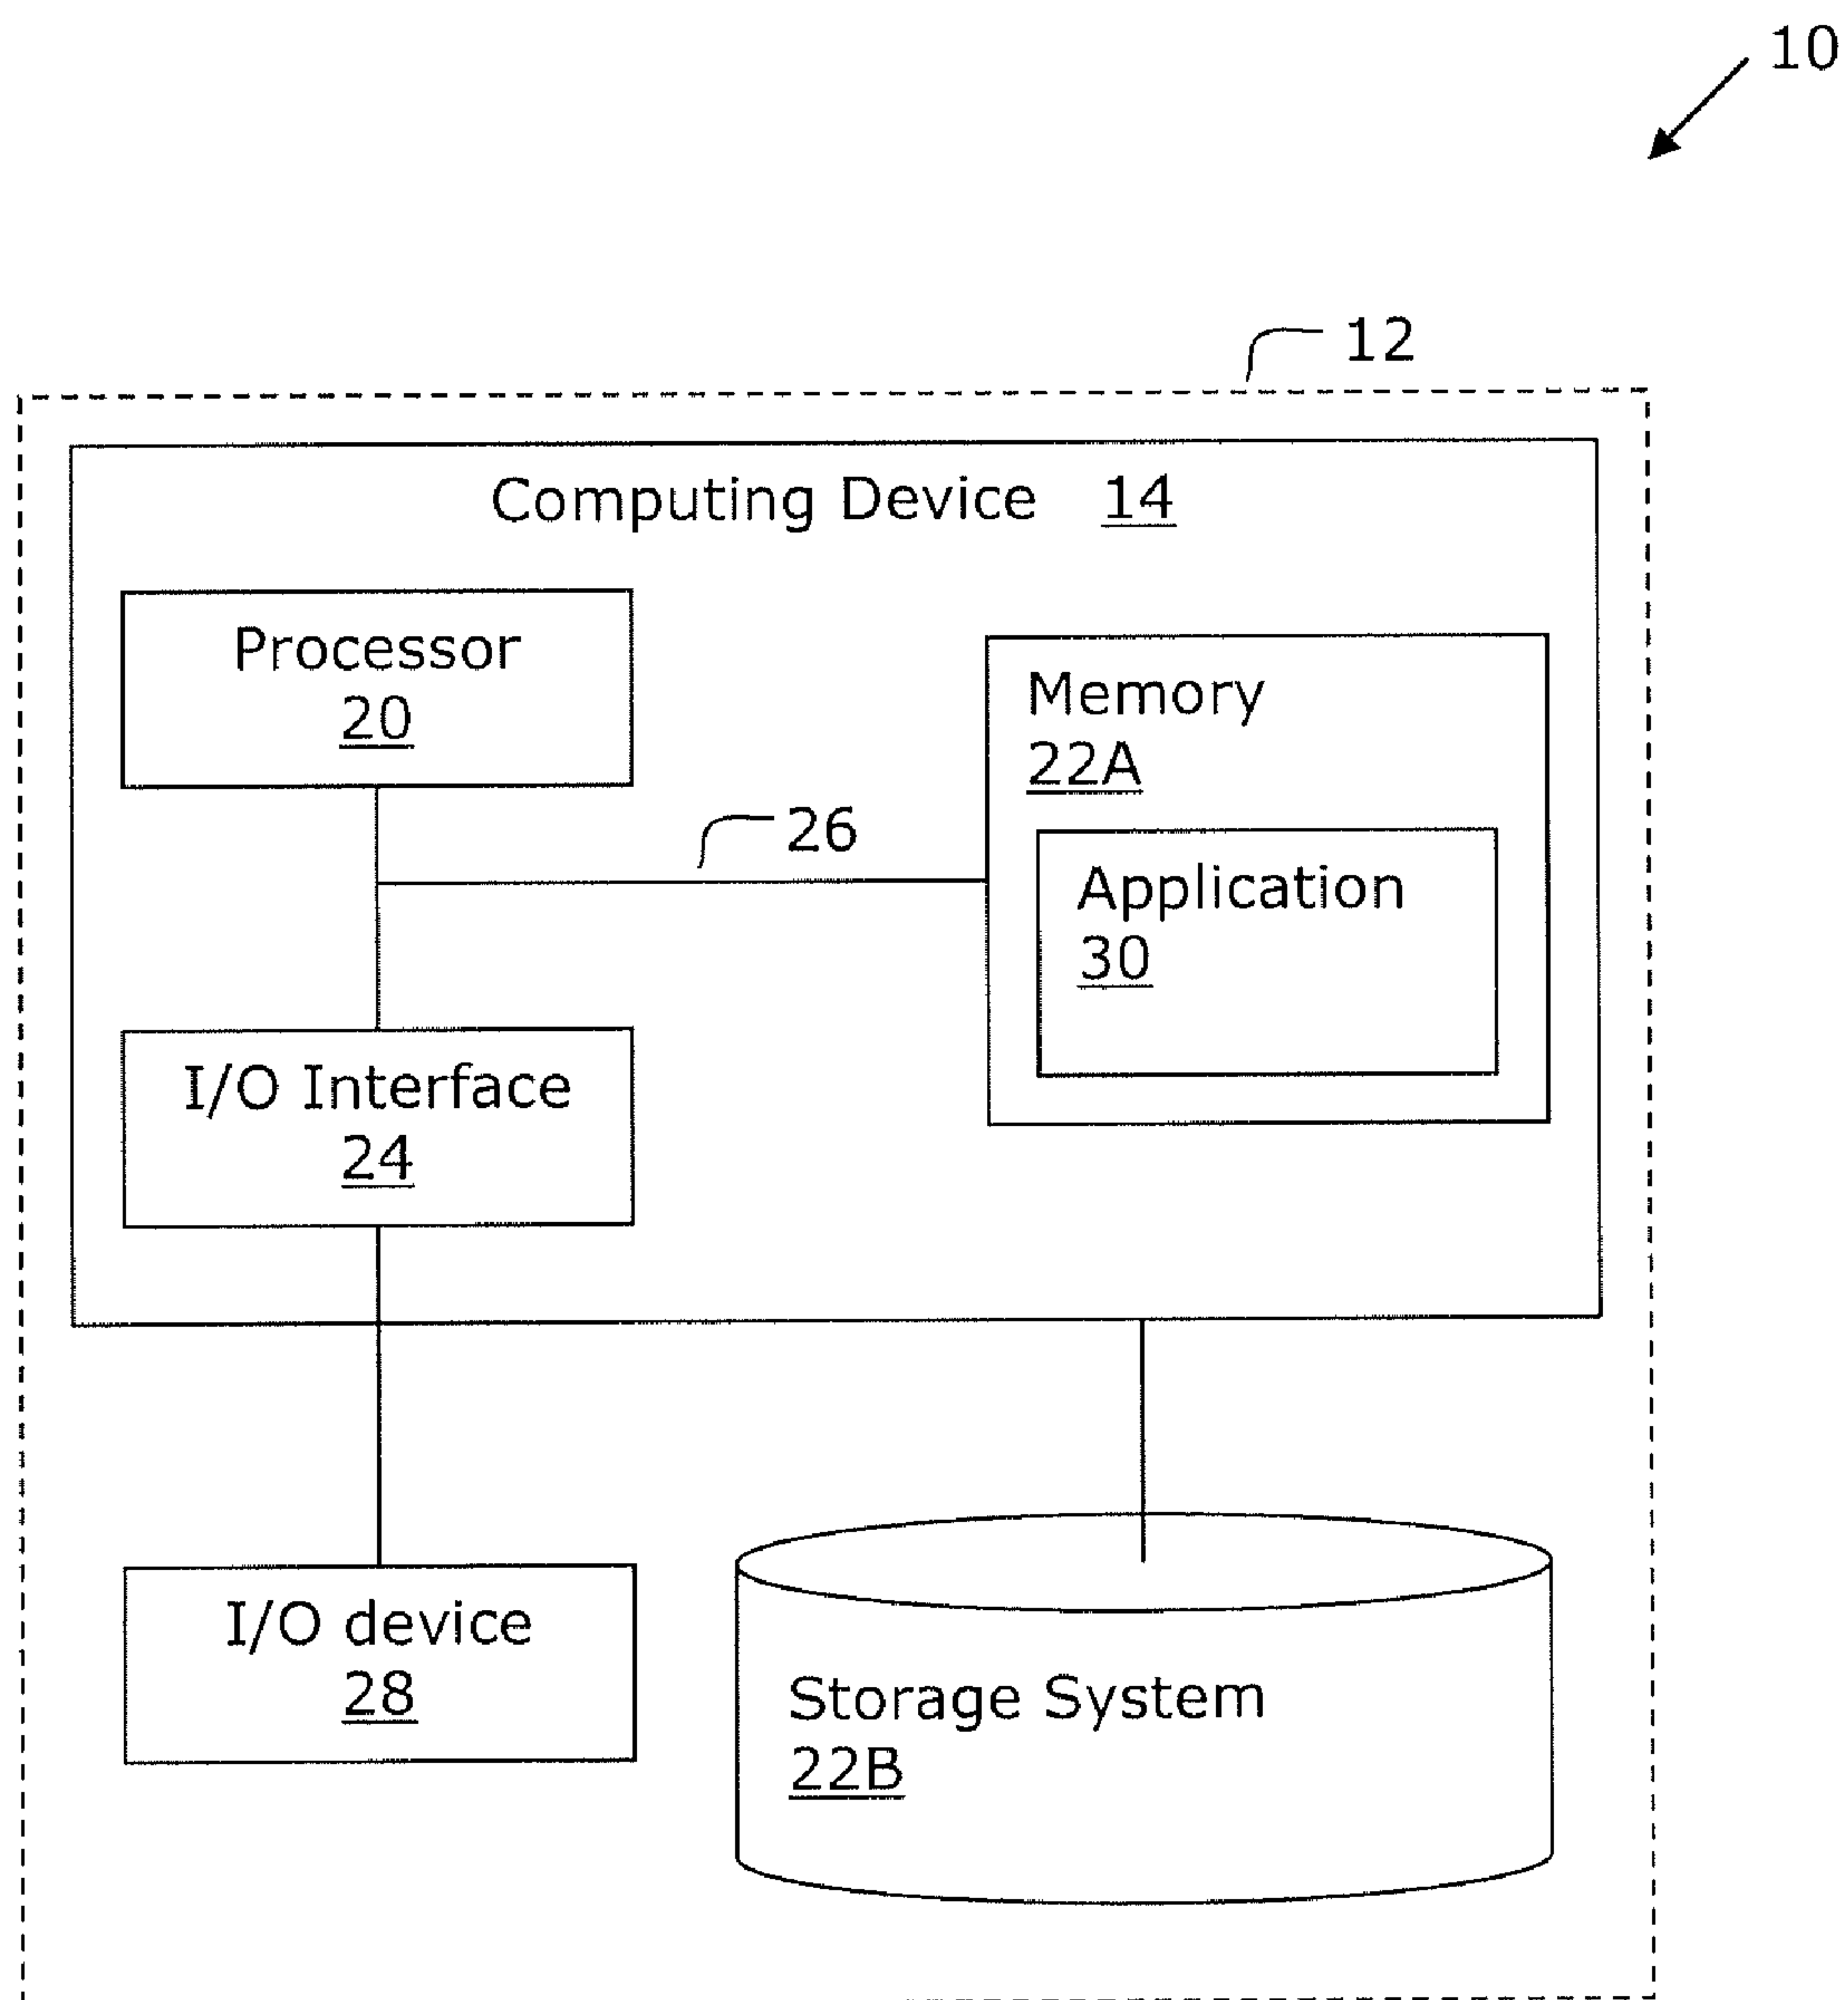 10
12
Computing Device 14
Processor
20
Memory
22A
26
Application
30
I/O Interface
24
I/O device
28
Storage System
22B